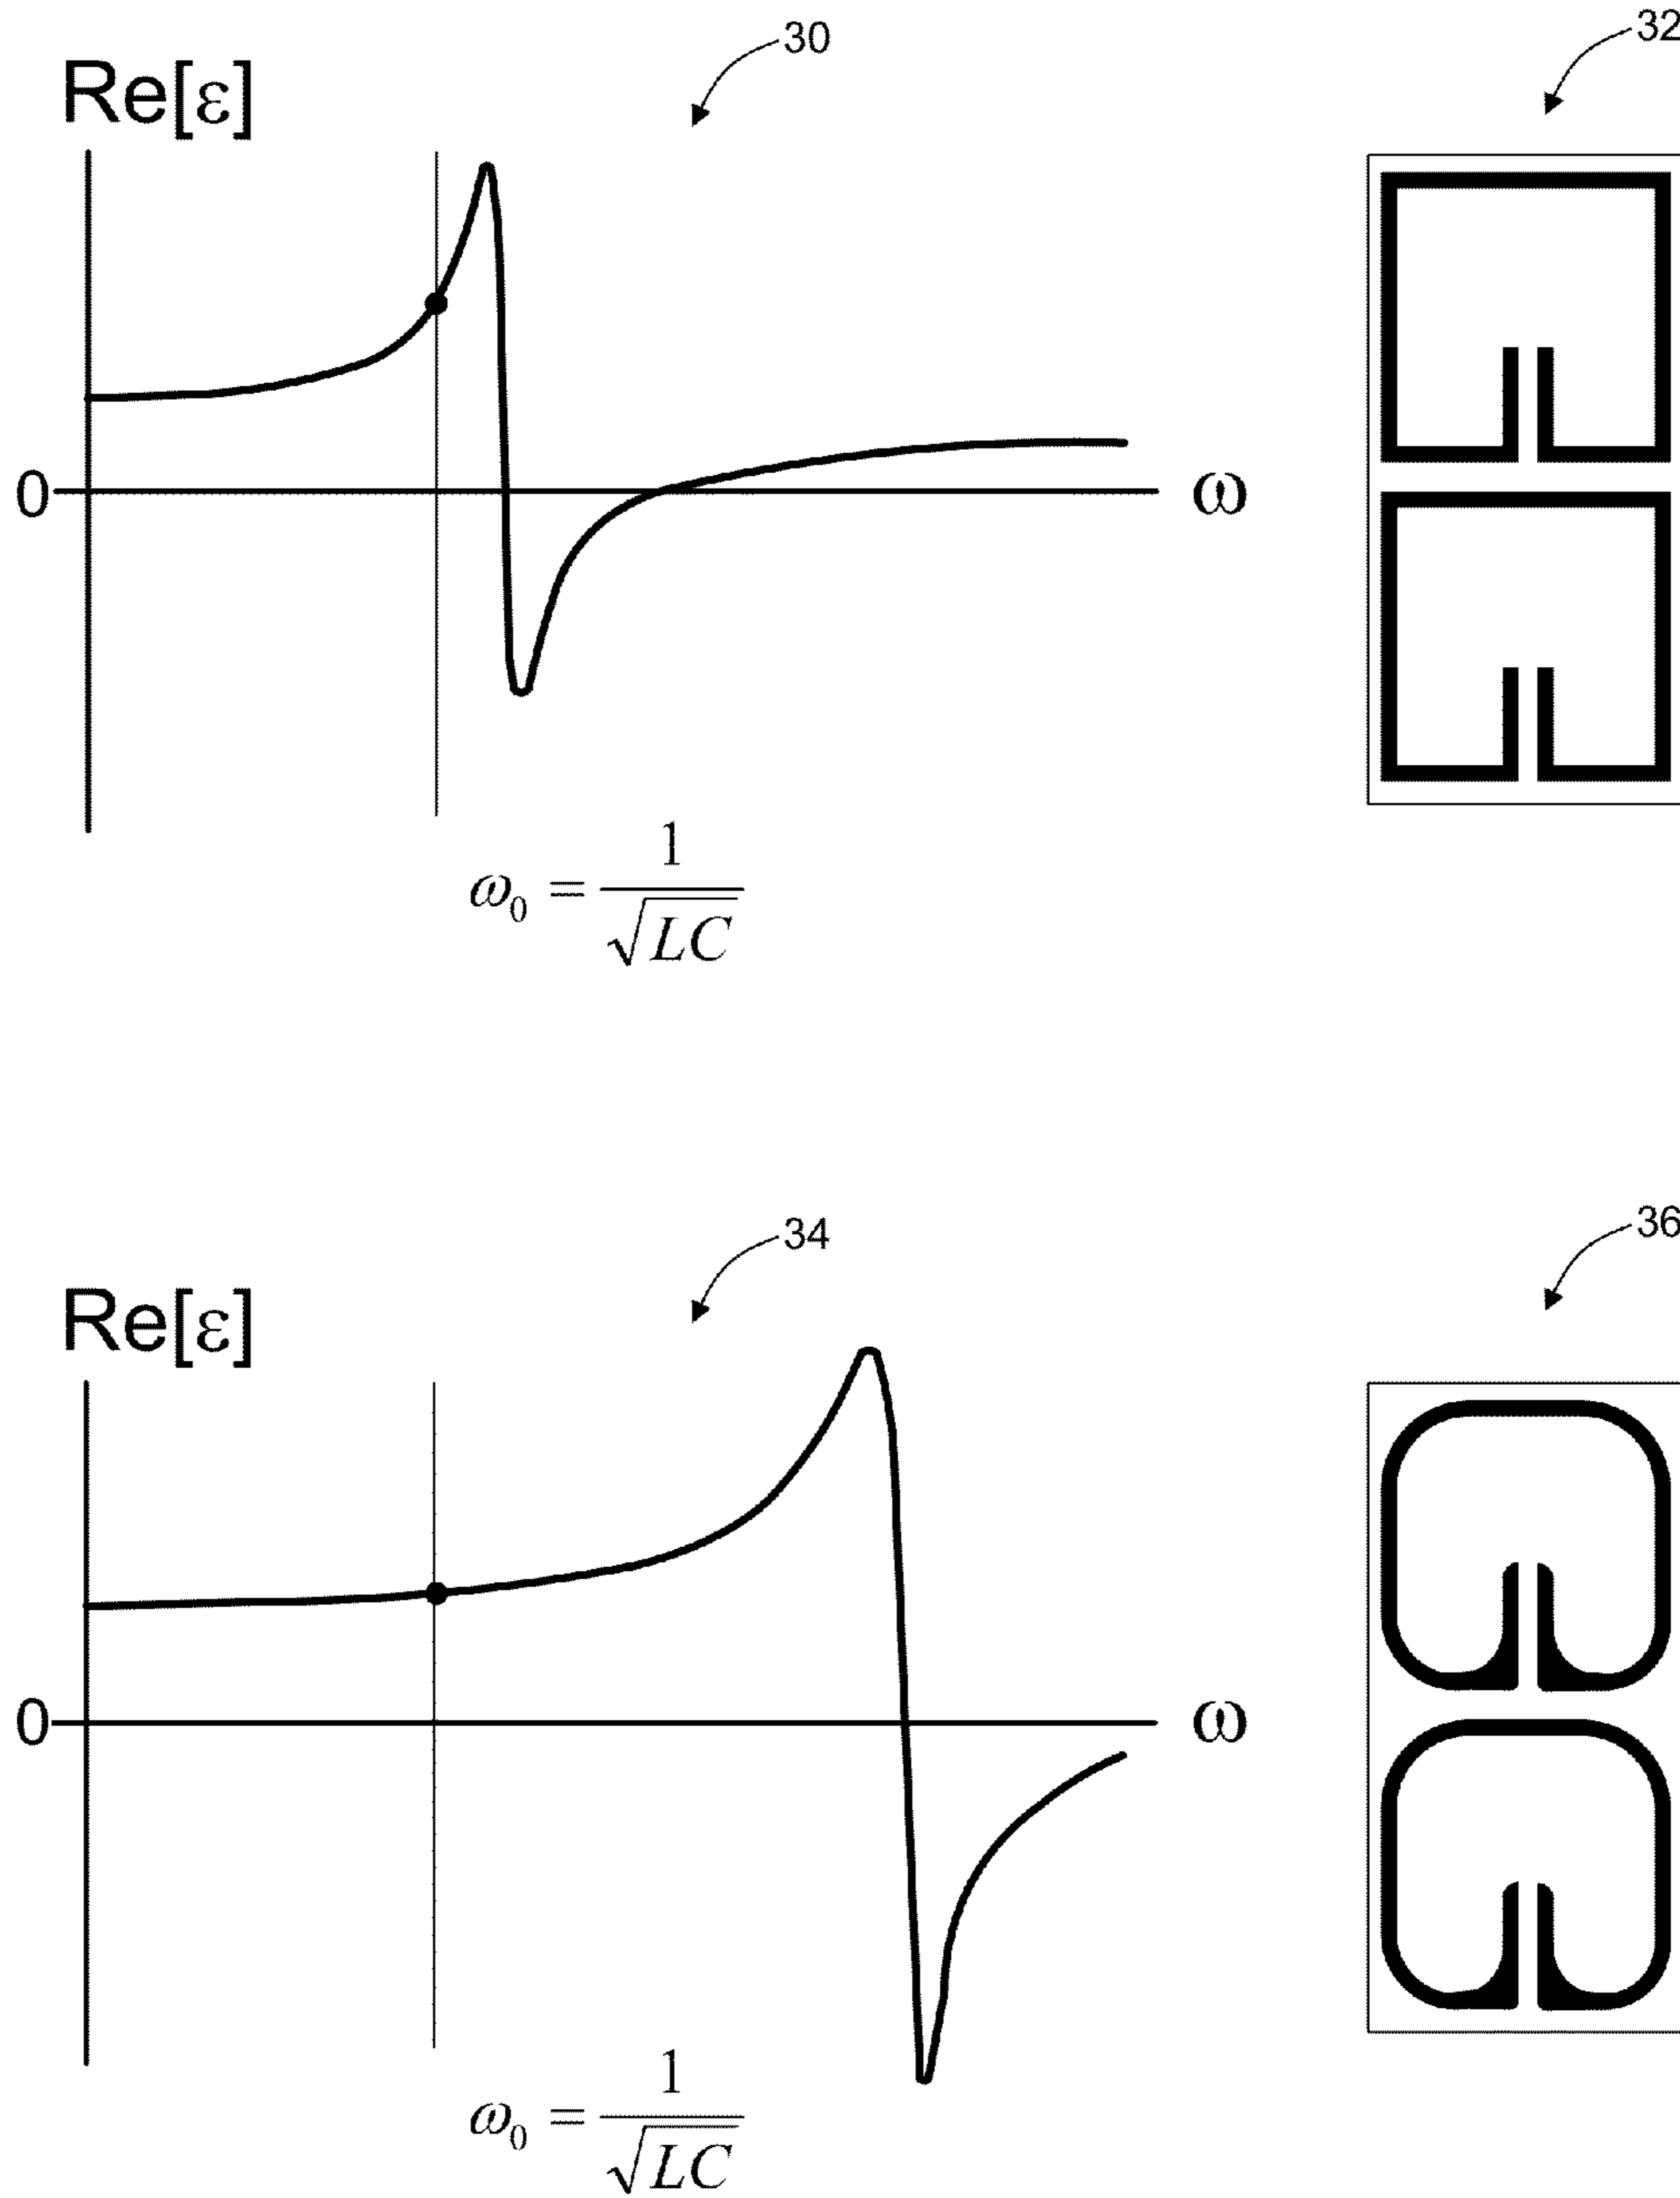 30
32
Re[ε]
0
ω
ω₀ = 1/√LC
34
36
Re[ε]
0
ω
ω₀ = 1/√LC